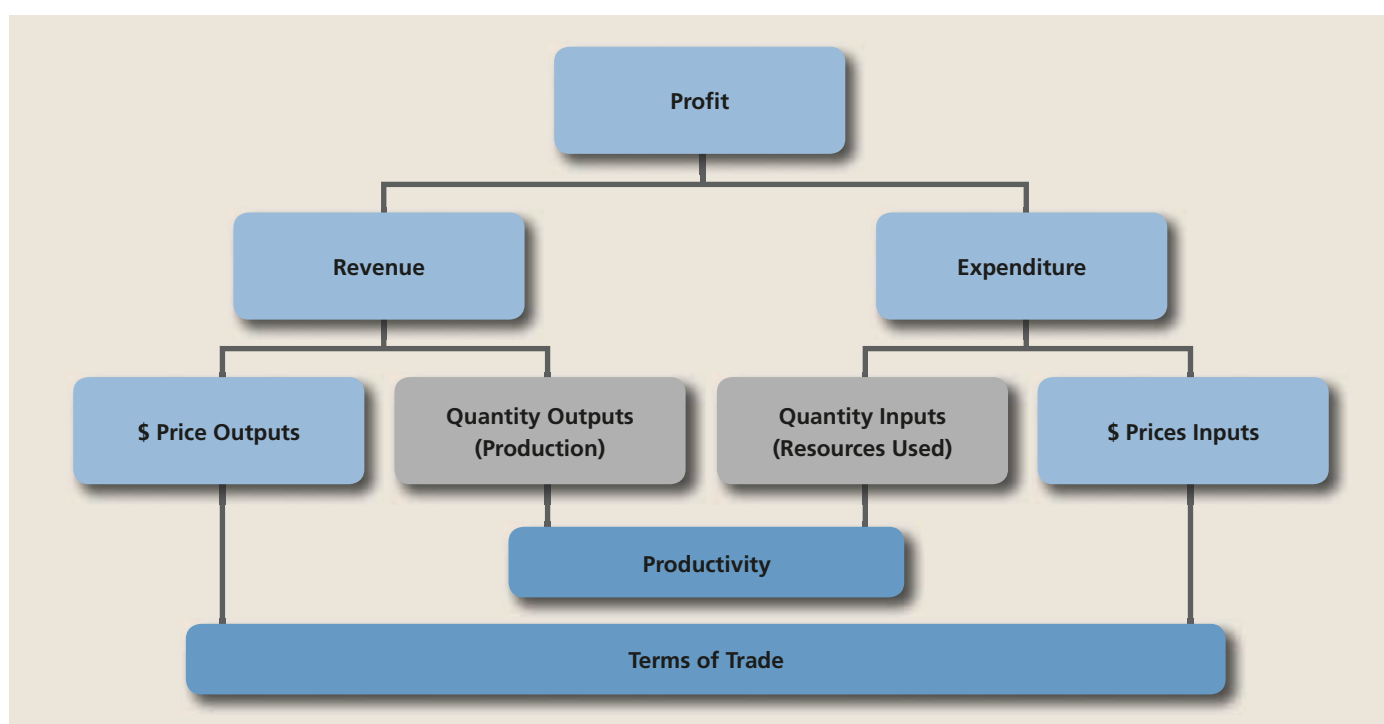 Profit
Revenue
Expenditure
$ Price Outputs
Quantity Outputs
(Production)
Quantity Inputs
(Resources Used)
$ Prices Inputs
Productivity
Terms of Trade